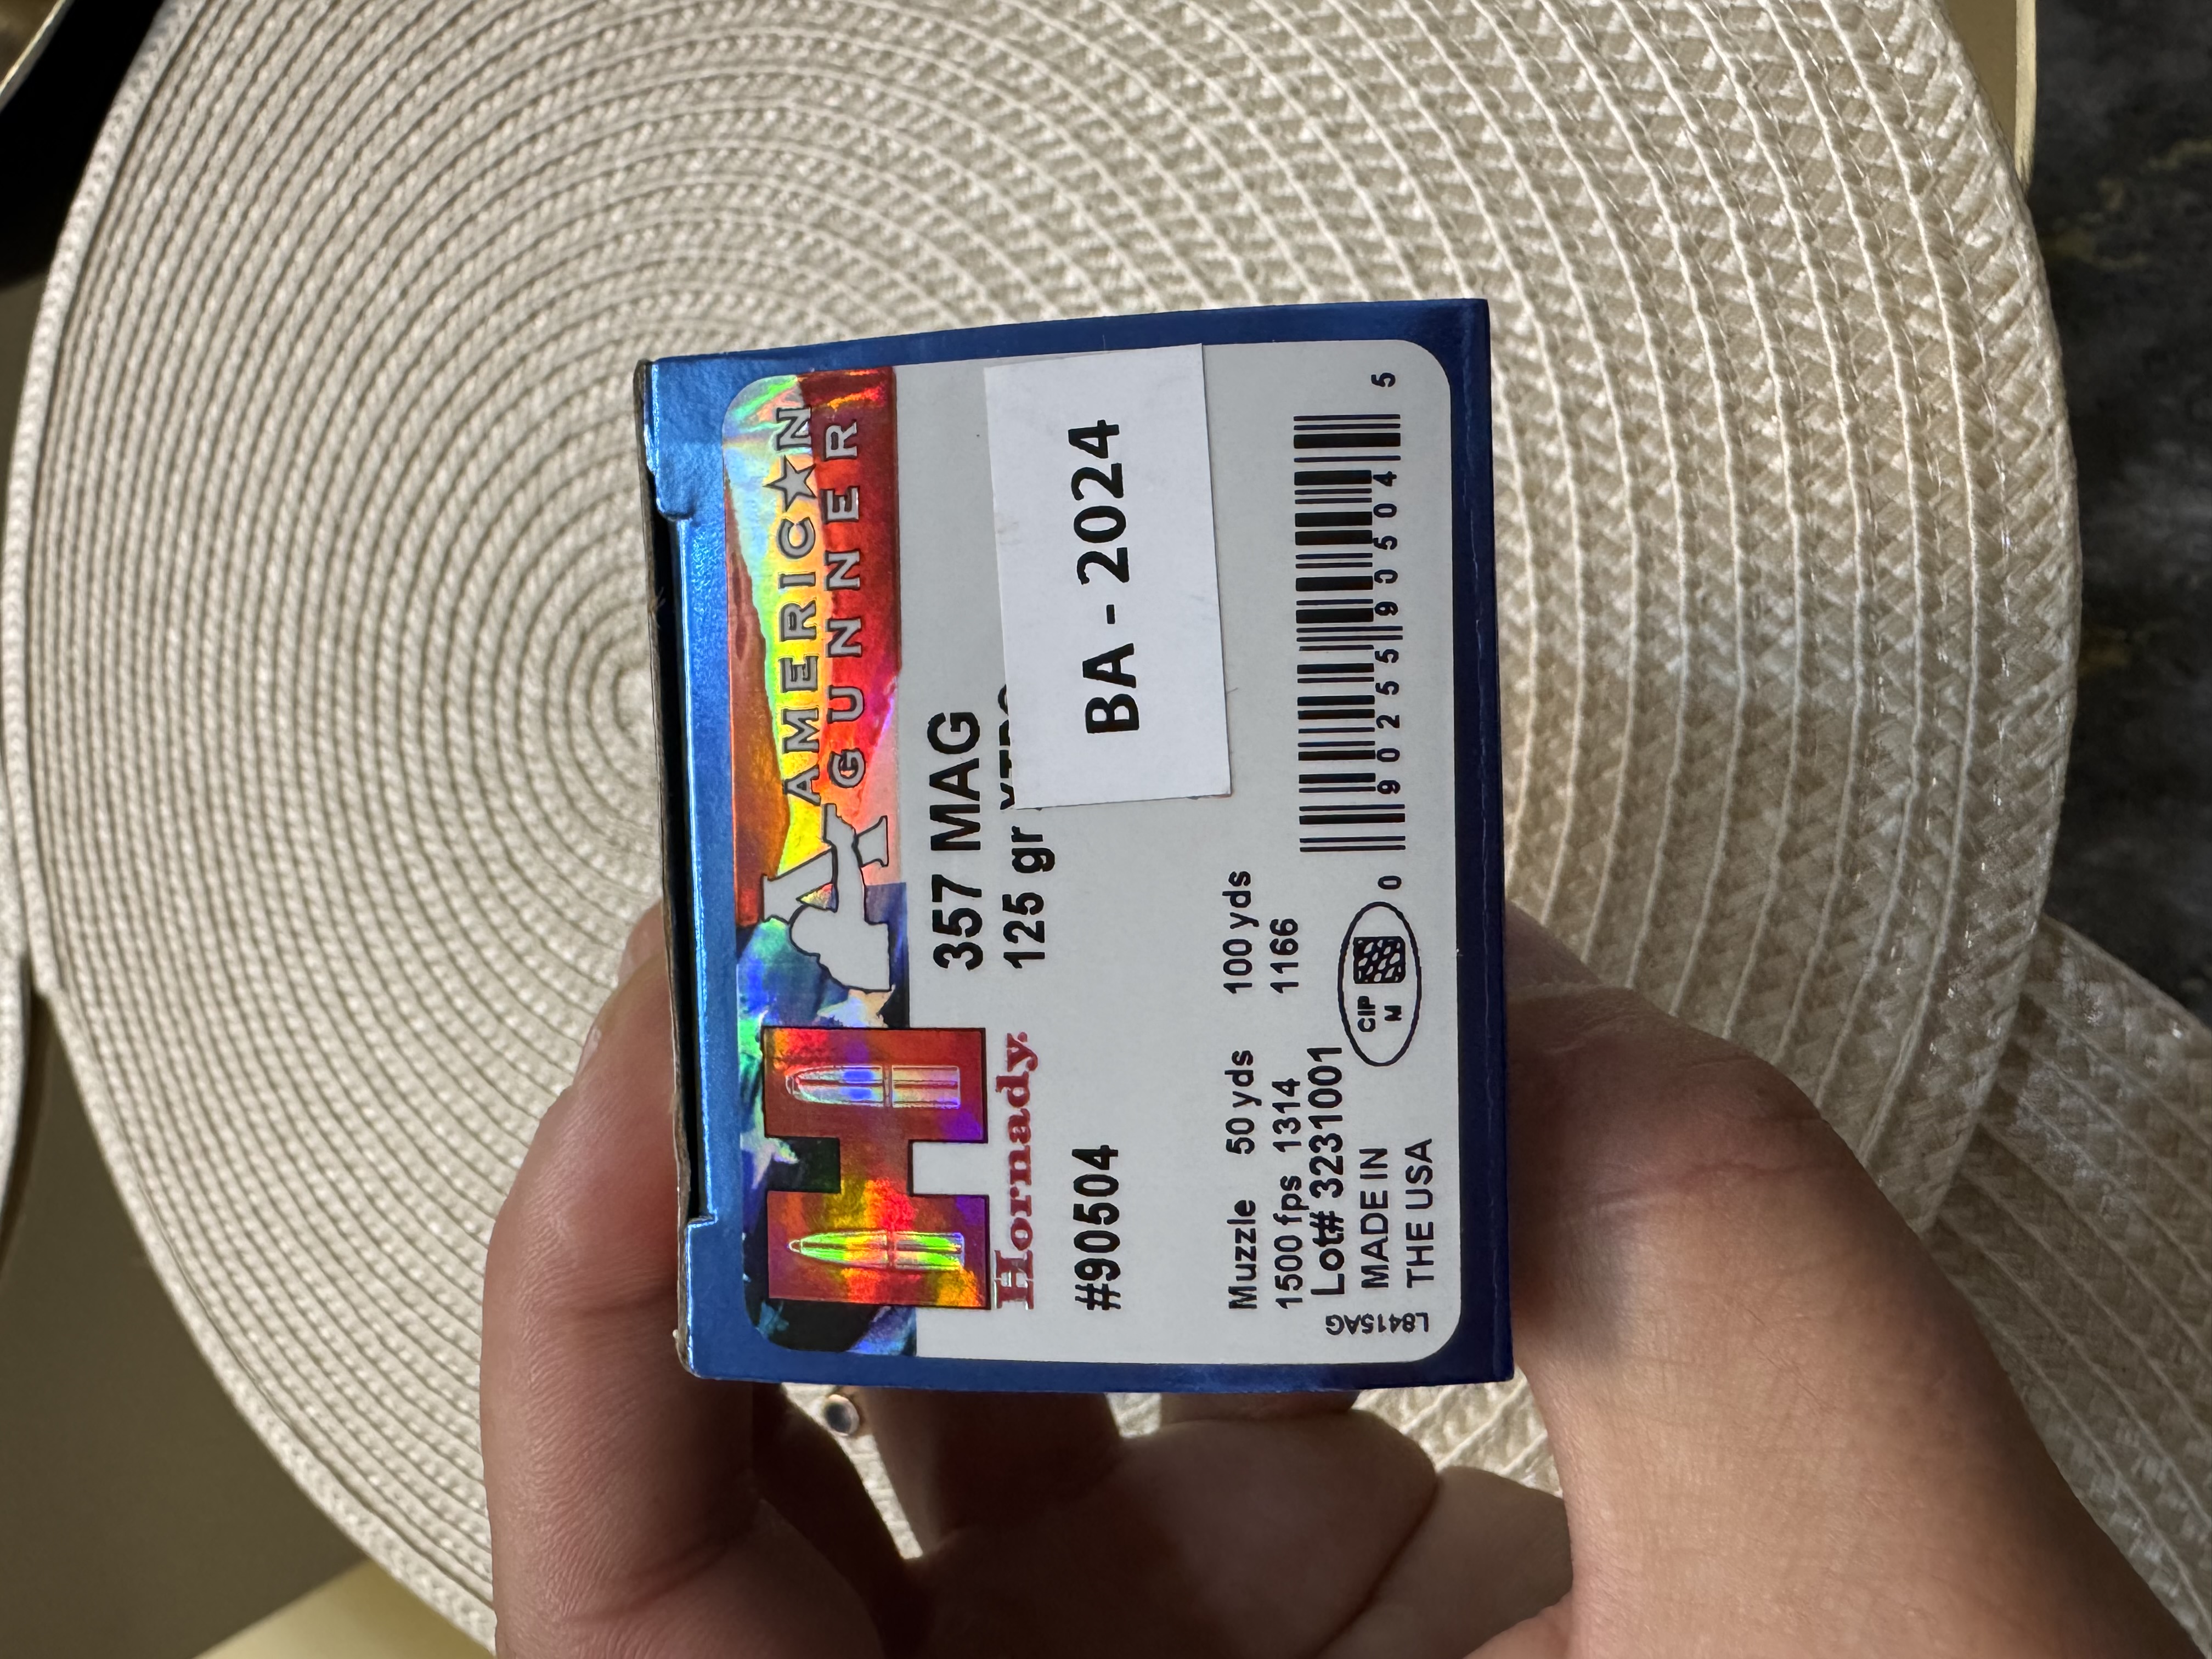 AMERIC★N
GUNNER
Hornady.
357 MAG
125 gr
#90504
BA - 2024
Muzzle 50 yds 100 yds
1500 fps 1314 1166
Lot# 3231001
MADE IN
THE USA
CIP
M
0 90255 90504 5
L8415AG